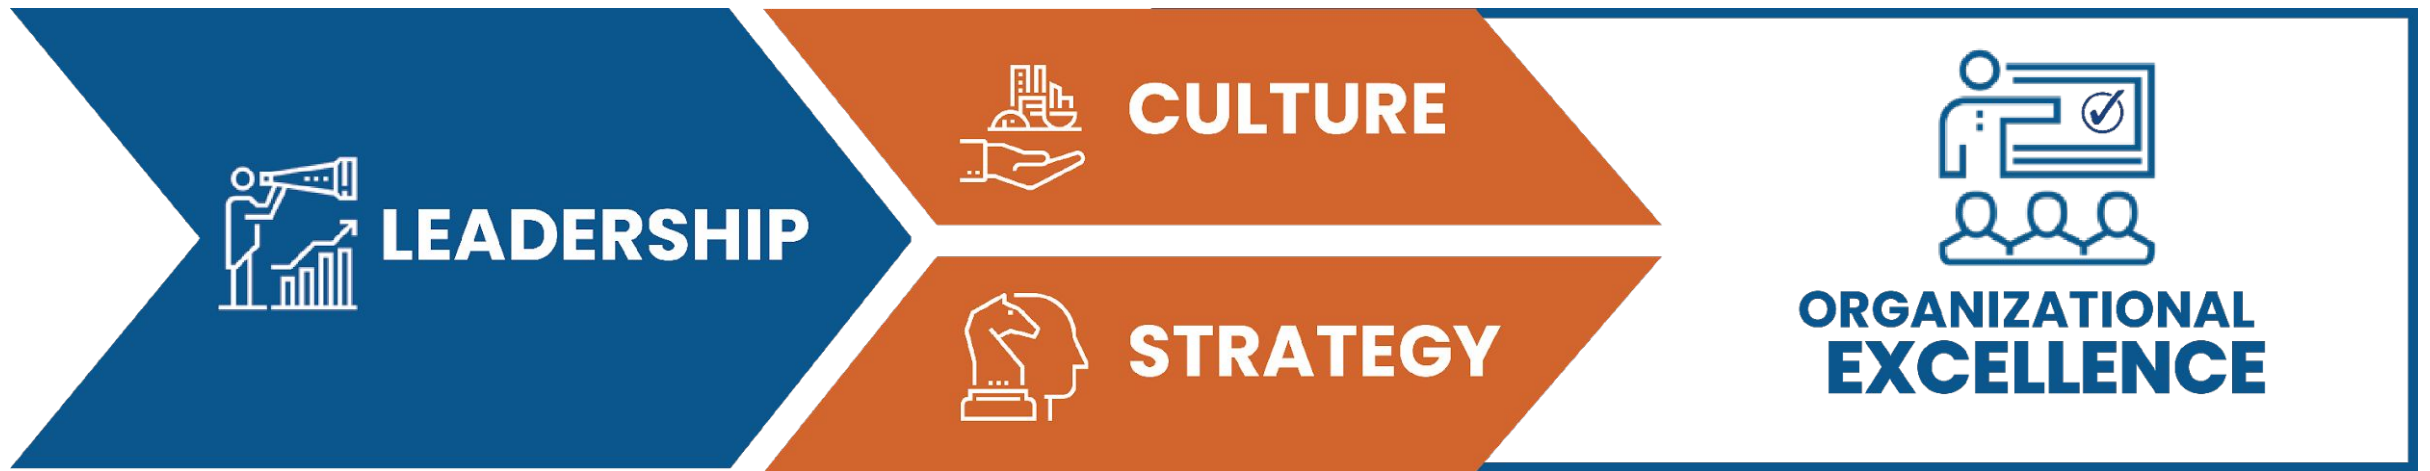 LEADERSHIP
CULTURE
STRATEGY
ORGANIZATIONAL
EXCELLENCE